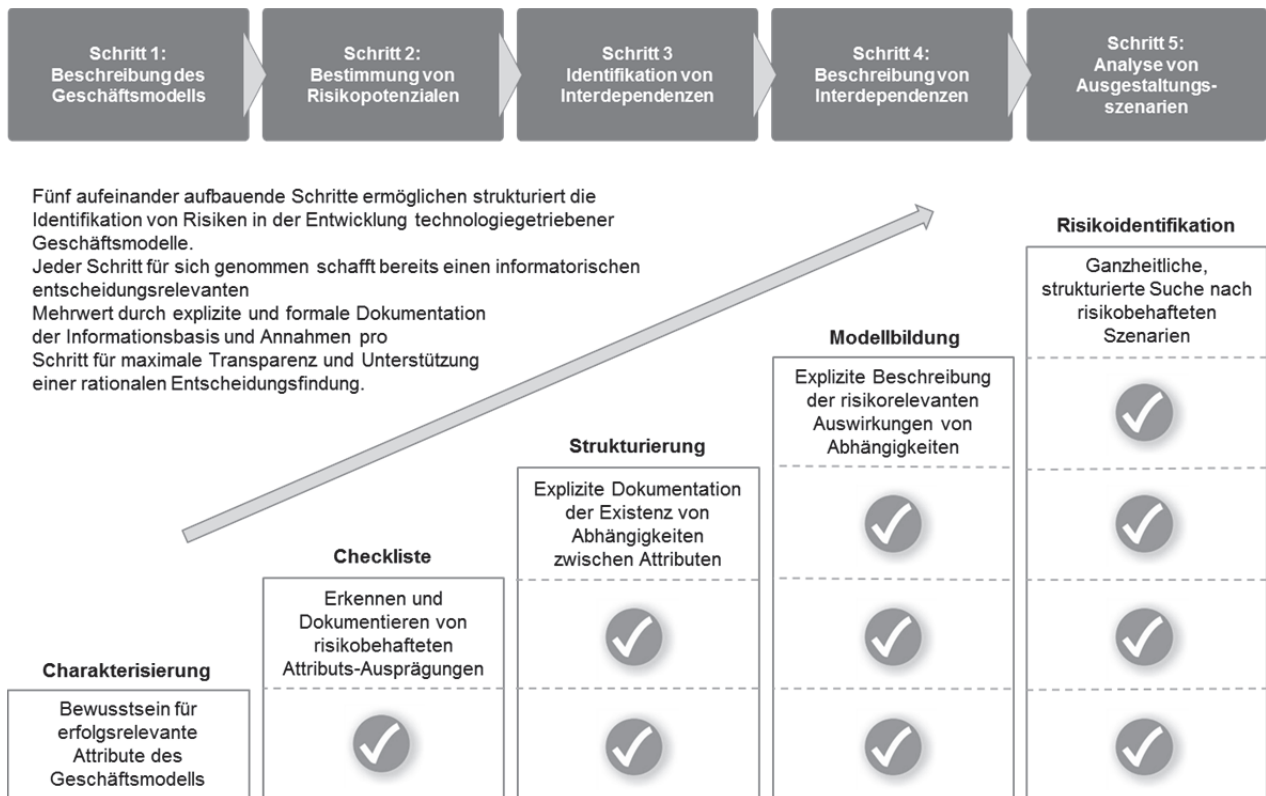 Schritt 1:
Beschreibung des
Geschäftsmodells
Schritt 2:
Bestimmung von
Risikopotenzialen
Schritt 3
Identifikation von
Interdependenzen
Schritt 4:
Beschreibung von
Interdependenzen
Schritt 5:
Analyse von
Ausgestaltungs-
szenarien
Fünf aufeinander aufbauende Schritte ermöglichen strukturiert die
Identifikation von Risiken in der Entwicklung technologiegetriebener
Geschäftsmodelle.
Jeder Schritt für sich genommen schafft bereits einen informatorischen
entscheidungsrelevanten
Mehrwert durch explizite und formale Dokumentation
der Informationsbasis und Annahmen pro
Schritt für maximale Transparenz und Unterstützung
einer rationalen Entscheidungsfindung.
Charakterisierung
Bewusstsein für
erfolgsrelevante
Attribute des
Geschäftsmodells
Checkliste
Erkennen und
Dokumentieren von
risikobehafteten
Attributs-Ausprägungen
Strukturierung
Explizite Dokumentation
der Existenz von
Abhängigkeiten
zwischen Attributen
Modellbildung
Explizite Beschreibung
der risikorelevanten
Auswirkungen von
Abhängigkeiten
Risikoidentifikation
Ganzheitliche,
strukturierte Suche nach
risikobehafteten
Szenarien